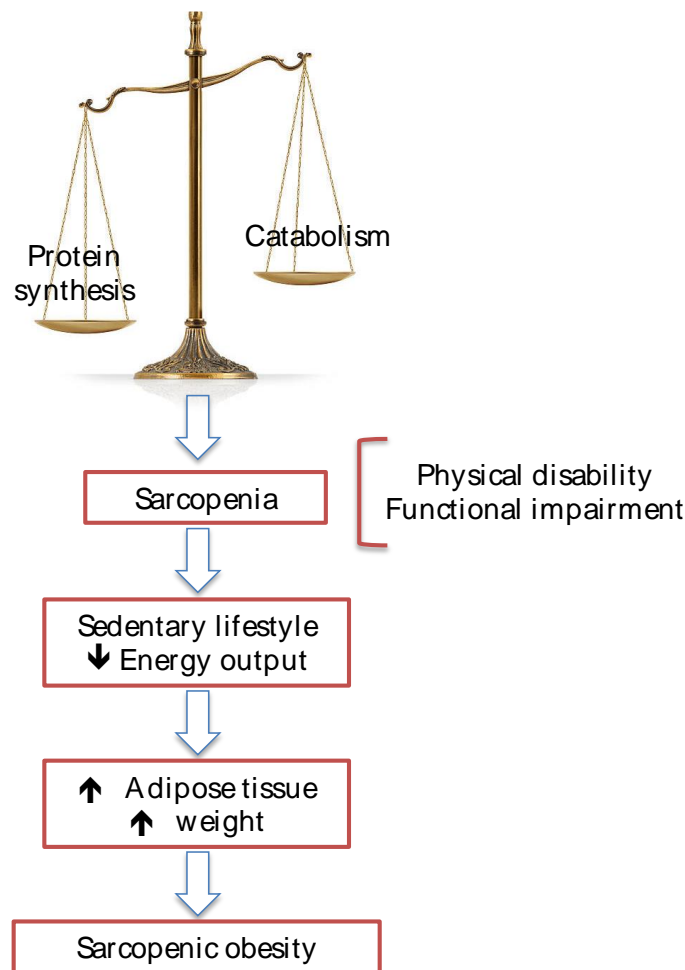 Catabolism
Protein
synthesis
Sarcopenia
Physical disability
Functional impairment
Sedentary lifestyle
↓ Energy output
↑ Adipose tissue
↑ weight
Sarcopenic obesity